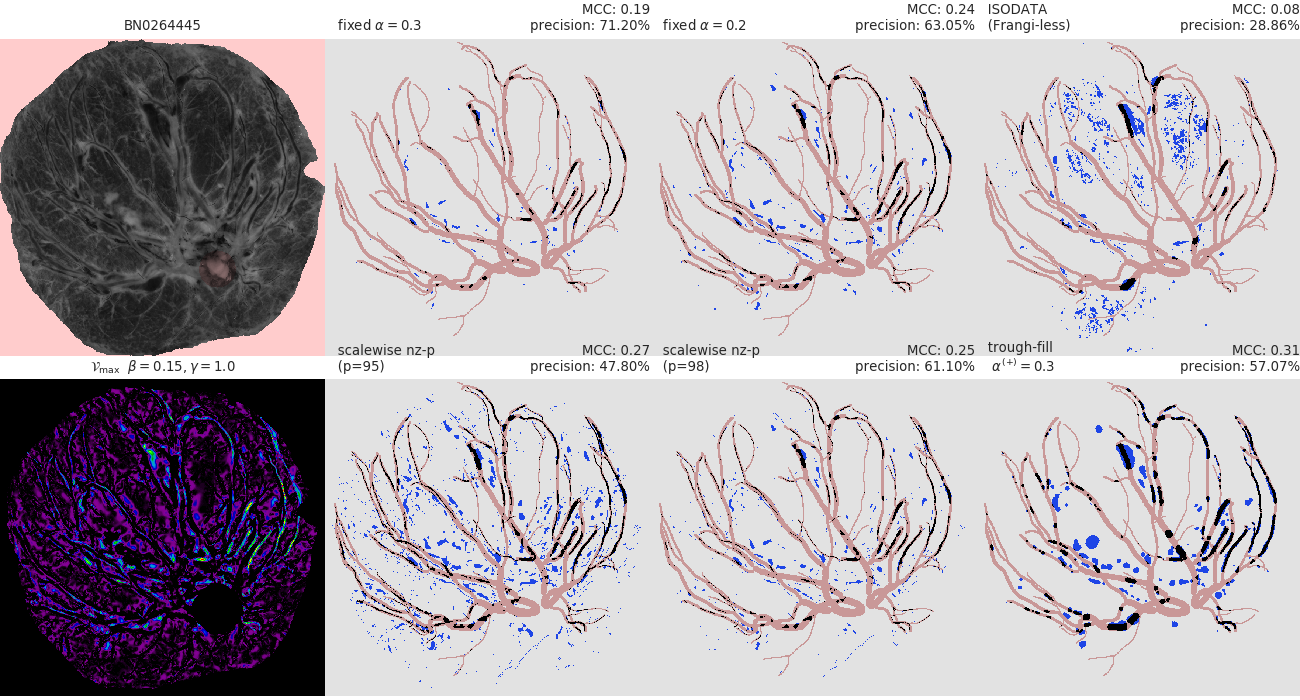 BN0264445
fixed α = 0.3
MCC: 0.19
precision: 71.20%
fixed α = 0.2
MCC: 0.24
precision: 63.05%
ISODATA
(Frangi-less)
MCC: 0.08
precision: 28.86%
𝒱max β = 0.15, γ = 1.0
scalewise nz-p
(p=95)
MCC: 0.27
precision: 47.80%
scalewise nz-p
(p=98)
MCC: 0.25
precision: 61.10%
trough-fill
α(+) = 0.3
MCC: 0.31
precision: 57.07%